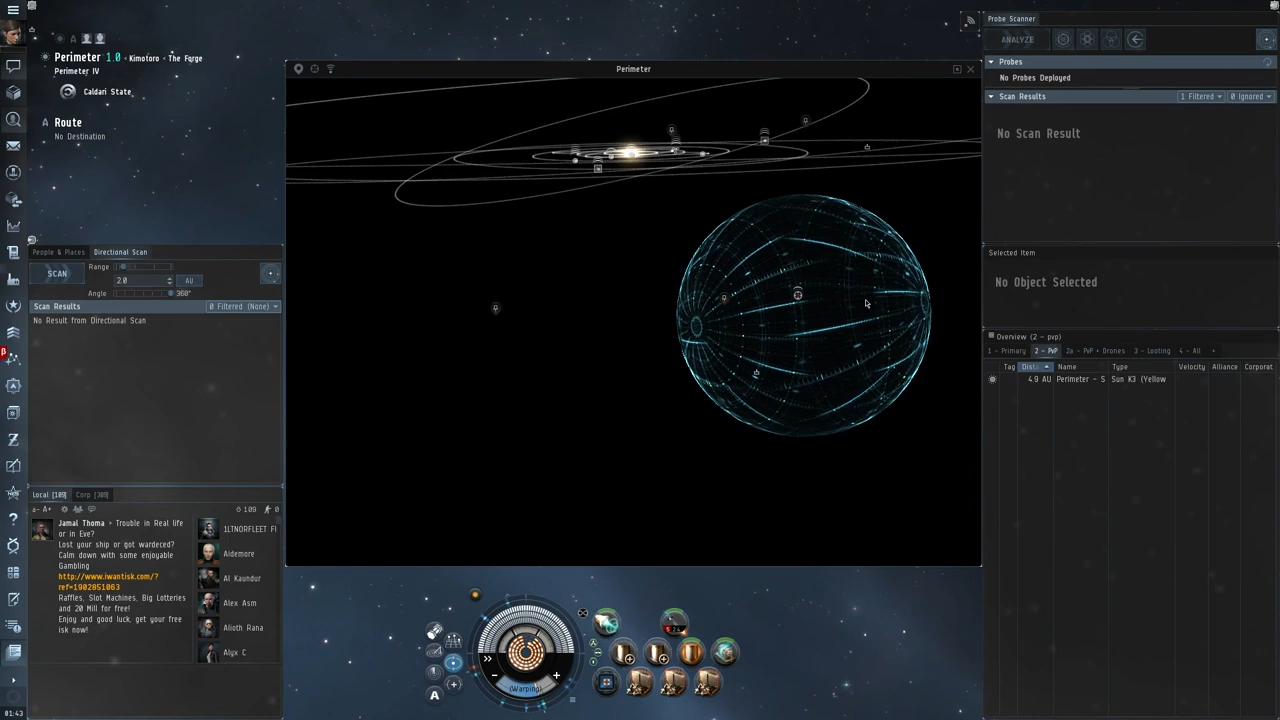 Perimeter 1.0 · Kimotoro · The Forge
Perimeter IV
Caldari State
Route
No Destination
People & Places
Directional Scan
SCAN
Range
2.0
AU
Angle
360°
Scan Results
0 Filtered (None)
No Result from Directional Scan
Local [109]
Corp [309]
a- A+
109
0
Jamal Thoma > Trouble in Real life
or in Eve?
Lost your ship or got wardeced?
Calm down with some enjoyable
Gambling
http://www.iwantisk.com/?
ref=1902851063
Raffles, Slot Machines, Big Lotteries
and 20 Mill for free!
Enjoy and good luck, get your free
isk now!
1LTNORFLEET Fl
Aidemore
Al Kaundur
Alex Asm
Alioth Rana
Alyx C
01:43
Perimeter
(Warping)
Probe Scanner
ANALYZE
Probes
No Probes Deployed
Scan Results
1 Filtered
0 Ignored
No Scan Result
Selected Item
No Object Selected
Overview (2 - pvp)
1 - Primary
2 - PvP
2a - PvP + Drones
3 - Looting
4 - All
+
Tag
Dist
Name
Type
Velocity
Alliance
Corporat
4.9 AU
Perimeter - S
Sun K3 (Yellow